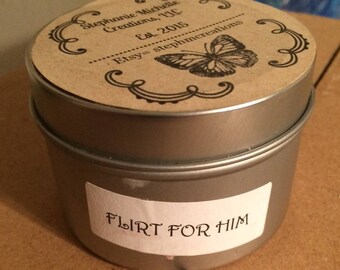 Stephanie Michelle
Creations, LLC
Est. 2015
Etsy= stephmcreations
FLIRT FOR HIM